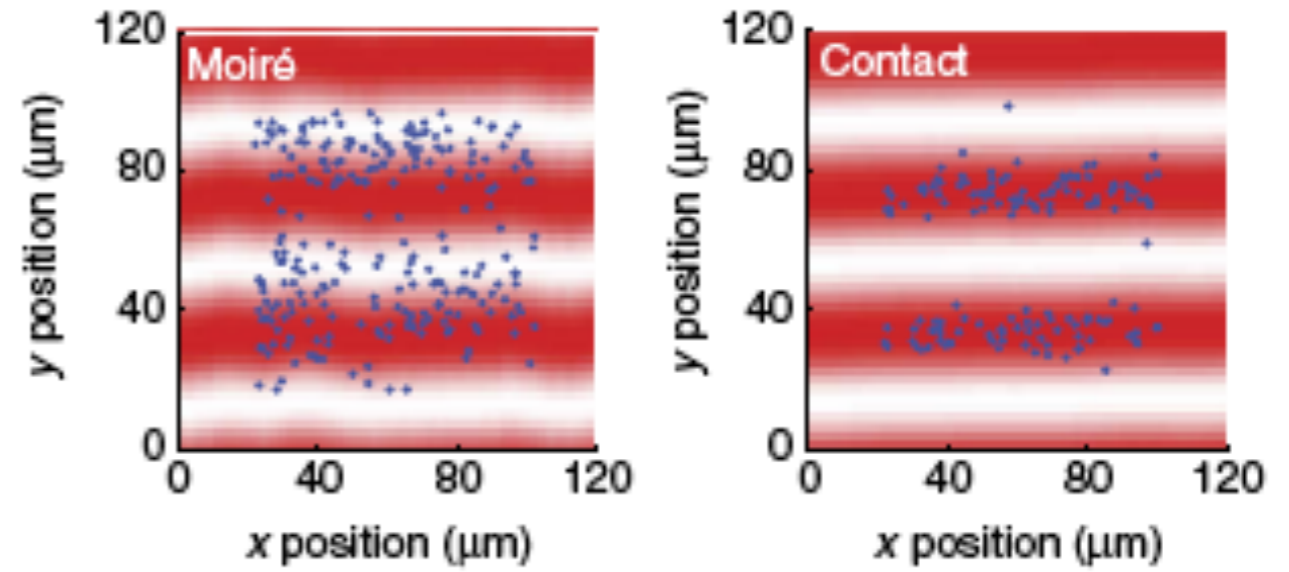 120
Moiré
80
40
0
0 40 80 120
y position (μm)
x position (μm)
120
Contact
80
40
0
0 40 80 120
y position (μm)
x position (μm)